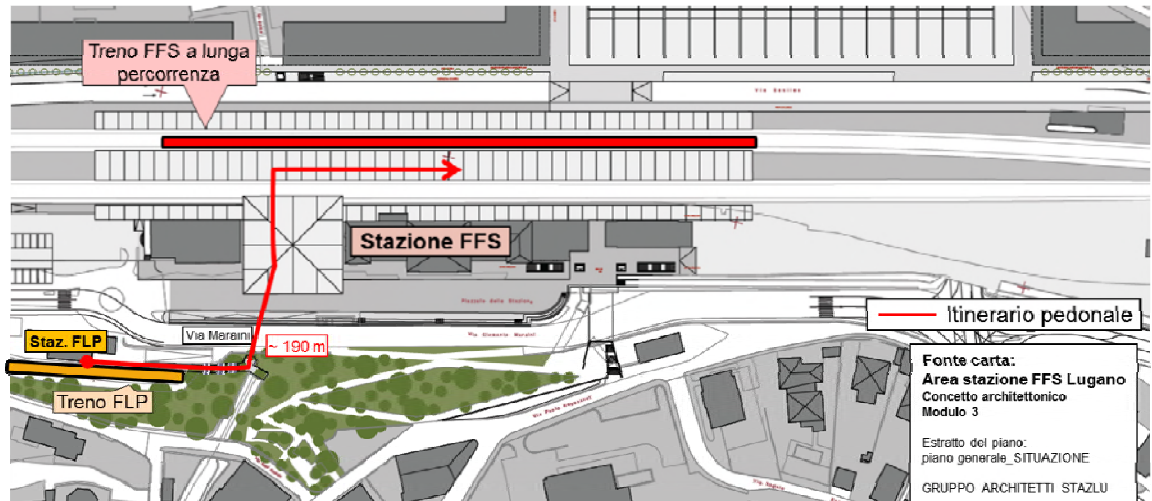 Treno FFS a lunga
percorrenza
Stazione FFS
Via Maraini
Staz. FLP
~ 190 m
Treno FLP
Itinerario pedonale
Fonte carta:
Area stazione FFS Lugano
Concetto architettonico
Modulo 3
Estratto del piano:
piano generale_SITUAZIONE
GRUPPO ARCHITETTI STAZLU